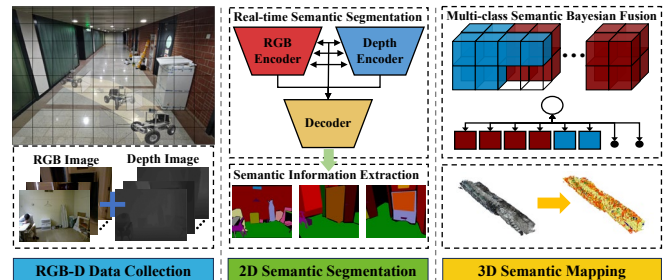 Real-time Semantic Segmentation
RGB
Encoder
Depth
Encoder
Decoder
Semantic Information Extraction
Multi-class Semantic Bayesian Fusion
RGB Image
Depth Image
RGB-D Data Collection
2D Semantic Segmentation
3D Semantic Mapping